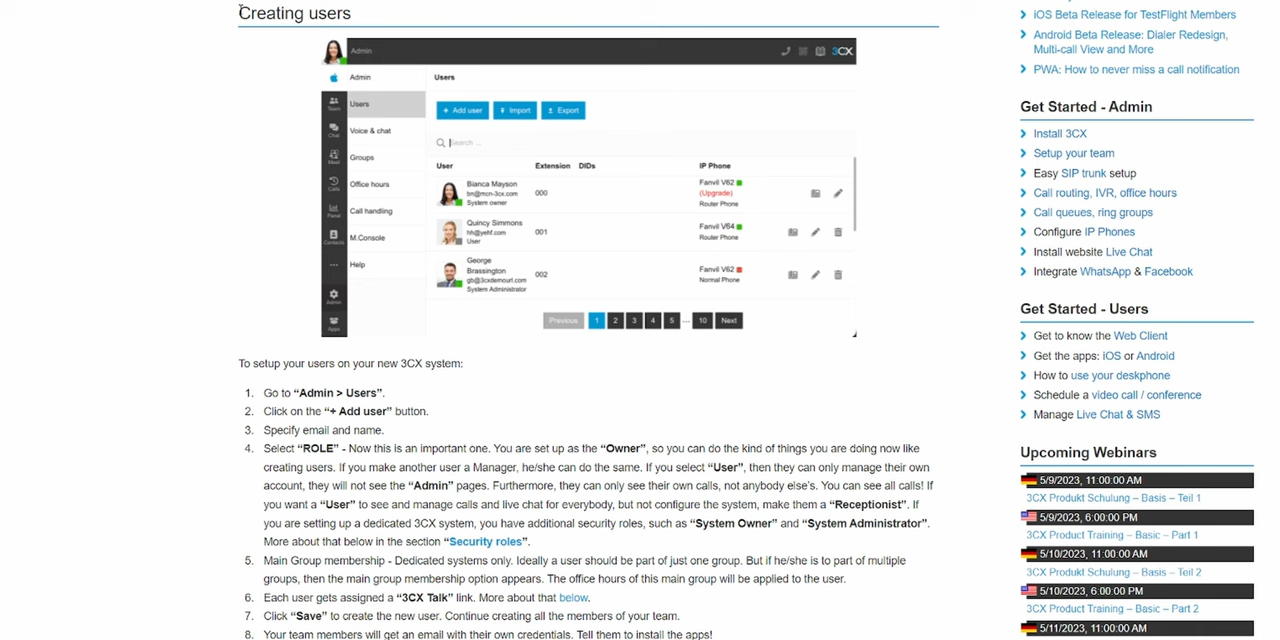 Creating users
Admin
3CX
Admin
Users
Users
+ Add user
Import
Export
Team
Voice & chat
Chat
Search ...
Groups
Meet
User
Extension
DIDs
IP Phone
Office hours
Calls
Bianca Mayson
bn@mcn-3cx.com
System owner
000
Fanvil V62
(Upgrade)
Router Phone
Call handling
Panel
Quincy Simmons
hh@yehf.com
User
001
Fanvil V64
Router Phone
M.Console
Contacts
Help
George
Brassington
gb@3cxdemourl.com
System Administrator
002
Fanvil V62
Normal Phone
Admin
Apps
Previous 1 2 3 4 5 ... 10 Next
To setup your users on your new 3CX system:
1. Go to “Admin > Users”.
2. Click on the “+ Add user” button.
3. Specify email and name.
4. Select “ROLE” - Now this is an important one. You are set up as the “Owner”, so you can do the kind of things you are doing now like
creating users. If you make another user a Manager, he/she can do the same. If you select “User”, then they can only manage their own
account, they will not see the “Admin” pages. Furthermore, they can only see their own calls, not anybody else’s. You can see all calls! If
you want a “User” to see and manage calls and live chat for everybody, but not configure the system, make them a “Receptionist”. If
you are setting up a dedicated 3CX system, you have additional security roles, such as “System Owner” and “System Administrator”.
More about that below in the section “Security roles”.
5. Main Group membership - Dedicated systems only. Ideally a user should be part of just one group. But if he/she is to part of multiple
groups, then the main group membership option appears. The office hours of this main group will be applied to the user.
6. Each user gets assigned a “3CX Talk” link. More about that below.
7. Click “Save” to create the new user. Continue creating all the members of your team.
8. Your team members will get an email with their own credentials. Tell them to install the apps!
iOS Beta Release for TestFlight Members
Android Beta Release: Dialer Redesign,
Multi-call View and More
PWA: How to never miss a call notification
Get Started - Admin
Install 3CX
Setup your team
Easy SIP trunk setup
Call routing, IVR, office hours
Call queues, ring groups
Configure IP Phones
Install website Live Chat
Integrate WhatsApp & Facebook
Get Started - Users
Get to know the Web Client
Get the apps: iOS or Android
How to use your deskphone
Schedule a video call / conference
Manage Live Chat & SMS
Upcoming Webinars
5/9/2023, 11:00:00 AM
3CX Produkt Schulung – Basis – Teil 1
5/9/2023, 6:00:00 PM
3CX Product Training – Basic – Part 1
5/10/2023, 11:00:00 AM
3CX Produkt Schulung – Basis – Teil 2
5/10/2023, 6:00:00 PM
3CX Product Training – Basic – Part 2
5/11/2023, 11:00:00 AM